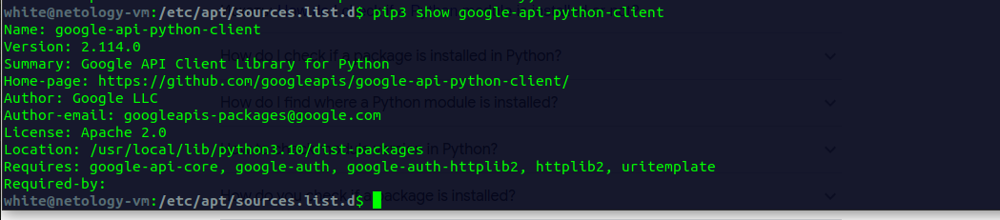 white@netology-vm:/etc/apt/sources.list.d$ pip3 show google-api-python-client
Name: google-api-python-client
Version: 2.114.0
How do I check if a package is installed in Python?
Summary: Google API Client Library for Python
Home-page: https://github.com/googleapis/google-api-python-client/
Author: Google LLC
How do I find where a Python module is installed?
Author-email: googleapis-packages@google.com
License: Apache 2.0
Location: /usr/local/lib/python3.10/dist-packages
in Python?
Requires: google-api-core, google-auth, google-auth-httplib2, httplib2, uritemplate
Required-by:
white@netology-vm:/etc/apt/sources.list.d$
How do you check if a package is installed?